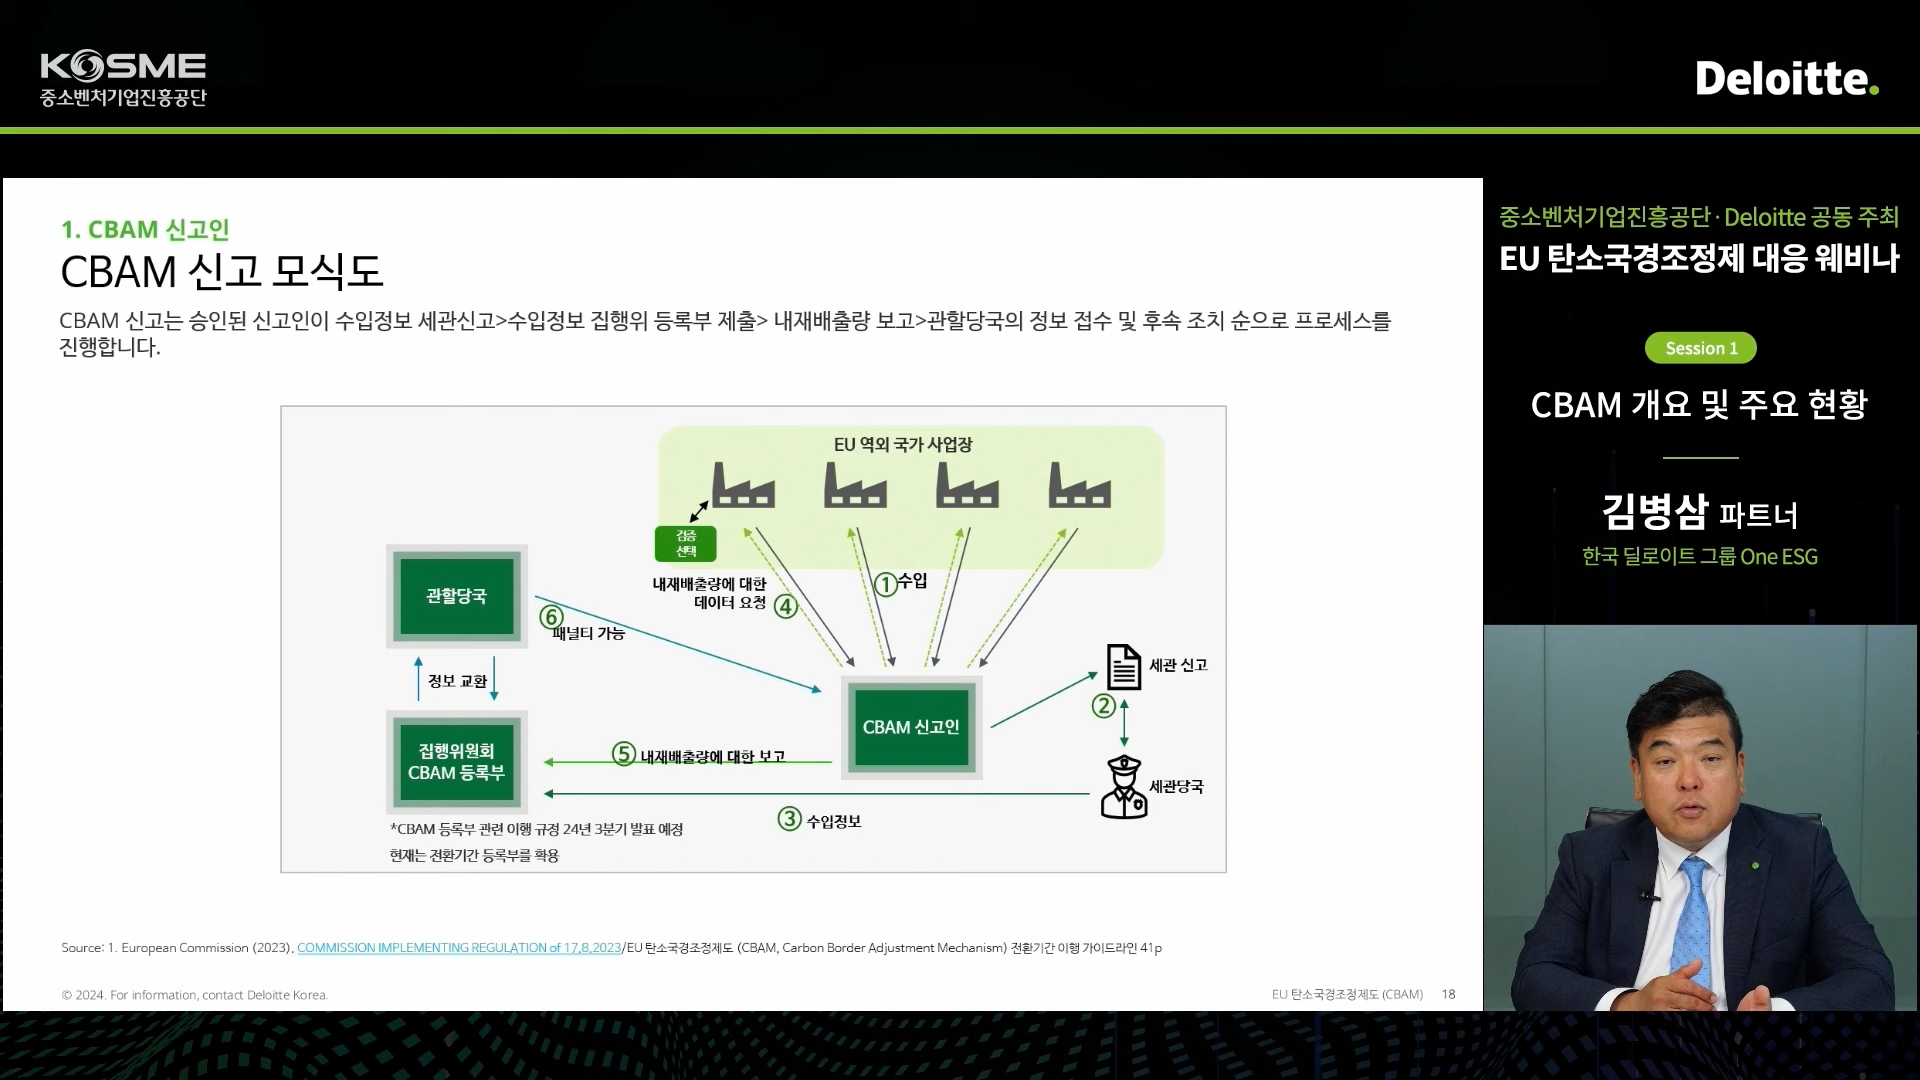 KOSME
중소벤처기업진흥공단
Deloitte.
1. CBAM 신고인
CBAM 신고 모식도
CBAM 신고는 승인된 신고인이 수입정보 세관신고>수입정보 집행위 등록부 제출> 내재배출량 보고>관할당국의 정보 접수 및 후속 조치 순으로 프로세스를
진행합니다.
EU 역외 국가 사업장
검증
선택
내재배출량에 대한
데이터 요청
④
①수입
관할당국
⑥
패널티 가능
정보 교환
세관 신고
②
CBAM 신고인
집행위원회
CBAM 등록부
⑤ 내재배출량에 대한 보고
세관당국
③ 수입정보
*CBAM 등록부 관련 이행 규정 24년 3분기 발표 예정
현재는 전환기간 등록부를 확용
Source: 1. European Commission (2023), COMMISSION IMPLEMENTING REGULATION of 17.8.2023/EU 탄소국경조정제도 (CBAM, Carbon Border Adjustment Mechanism) 전환기간 이행 가이드라인 41p
© 2024. For information, contact Deloitte Korea.
EU 탄소국경조정제도 (CBAM) 18
중소벤처기업진흥공단 · Deloitte 공동 주최
EU 탄소국경조정제 대응 웨비나
Session 1
CBAM 개요 및 주요 현황
김병삼 파트너
한국 딜로이트 그룹 One ESG